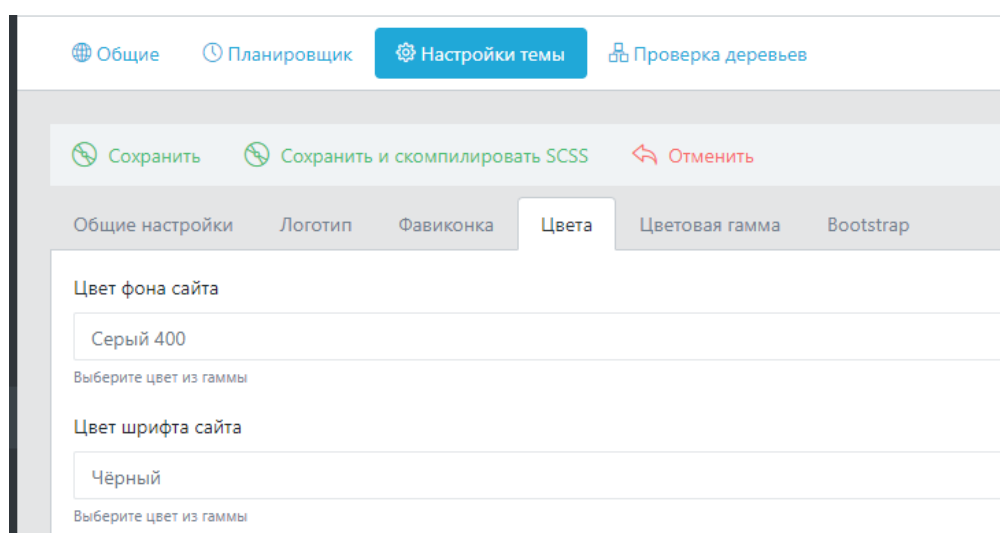 Общие Планировщик Настройки темы Проверка деревьев
Сохранить Сохранить и скомпилировать SCSS Отменить
Общие настройки Логотип Фавиконка Цвета Цветовая гамма Bootstrap
Цвет фона сайта
Серый 400
Выберите цвет из гаммы
Цвет шрифта сайта
Чёрный
Выберите цвет из гаммы